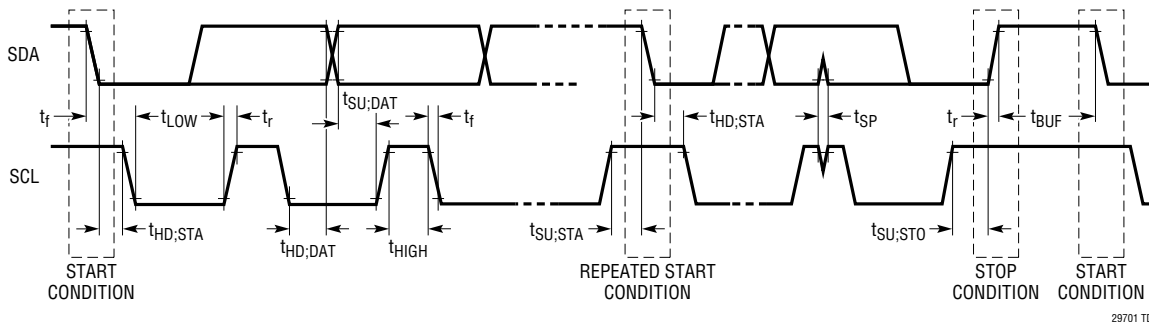 SDA
t_f
t_LOW
t_r
t_SU;DAT
t_f
t_HD;STA
t_SP
t_r
t_BUF
SCL
t_HD;STA
t_HD;DAT
t_HIGH
t_SU;STA
t_SU;STO
START
CONDITION
REPEATED START
CONDITION
STOP
CONDITION
START
CONDITION